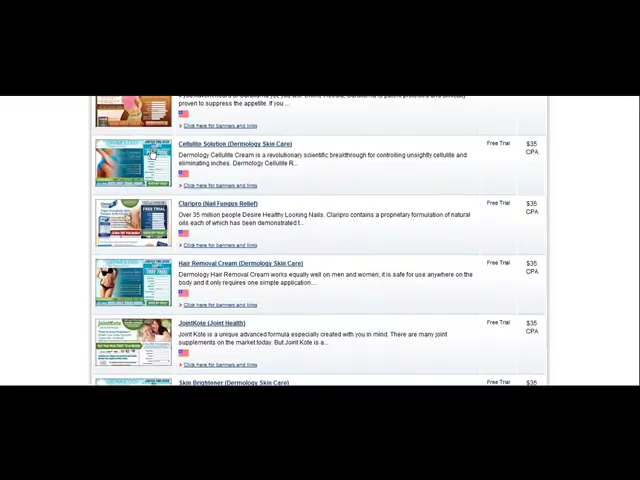 proven to suppress the appetite. If you ...
Click here for banners and links
Cellulite Solution (Dermology Skin Care)
Free Trial
$35
CPA
Dermology Cellulite Cream is a revolutionary scientific breakthrough for controlling unsightly cellulite and
eliminating inches. Dermology Cellulite R...
Click here for banners and links
Claripro (Nail Fungus Relief)
Free Trial
$35
CPA
Over 35 million people Desire Healthy Looking Nails. Claripro contains a proprietary formulation of natural
oils each of which has been demonstrated t...
Click here for banners and links
Hair Removal Cream (Dermology Skin Care)
Free Trial
$35
CPA
Dermology Hair Removal Cream works equally well on men and women; it is safe for use anywhere on the
body and it only requires one simple application....
Click here for banners and links
JointKote (Joint Health)
Free Trial
$35
CPA
Joint Kote is a unique advanced formula especially created with you in mind. There are many joint
supplements on the market today. But Joint Kote is a...
Click here for banners and links
Skin Brightener (Dermology Skin Care)
Free Trial
$35